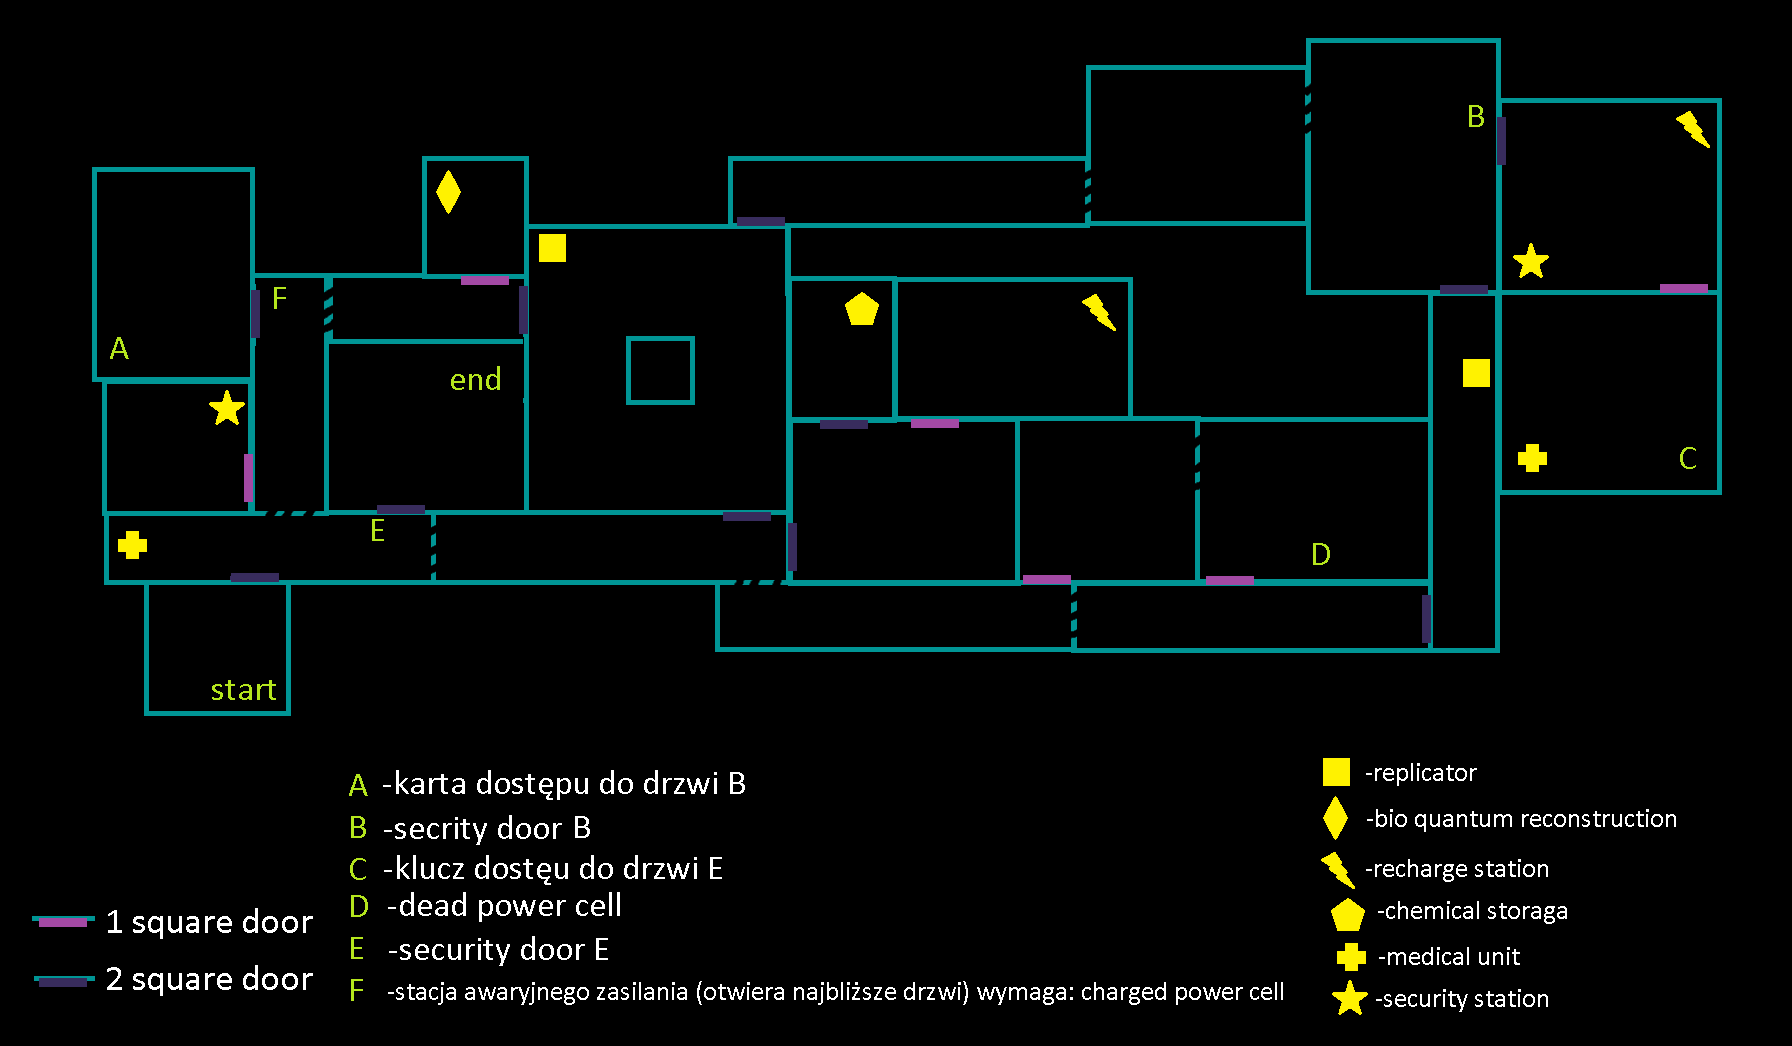 B
F
A
end
E
C
D
start
A -karta dostępu do drzwi B
B -secrity door B
C -klucz dostęu do drzwi E
D -dead power cell
E -security door E
F -stacja awaryjnego zasilania (otwiera najbliższe drzwi) wymaga: charged power cell
1 square door
2 square door
-replicator
-bio quantum reconstruction
-recharge station
-chemical storaga
-medical unit
-security station